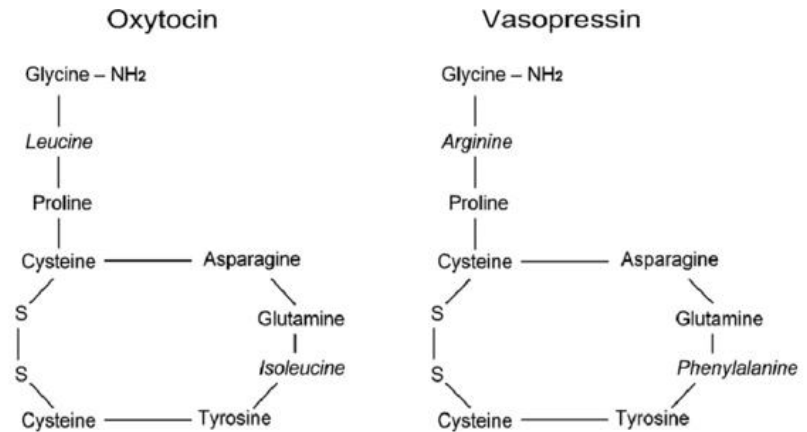 Oxytocin Vasopressin
Glycine – NH2 Glycine – NH2
Leucine Arginine
Proline Proline
Cysteine Asparagine Cysteine Asparagine
S Glutamine S Glutamine
S Isoleucine S Phenylalanine
Cysteine Tyrosine Cysteine Tyrosine